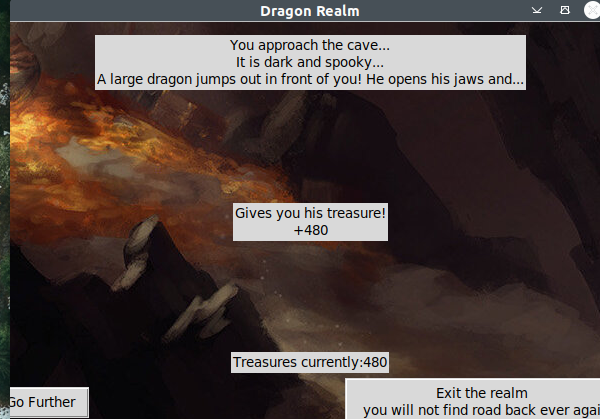 Dragon Realm
You approach the cave...
It is dark and spooky...
A large dragon jumps out in front of you! He opens his jaws and...
Gives you his treasure!
+480
Treasures currently:480
Go Further
Exit the realm
you will not find road back ever agai